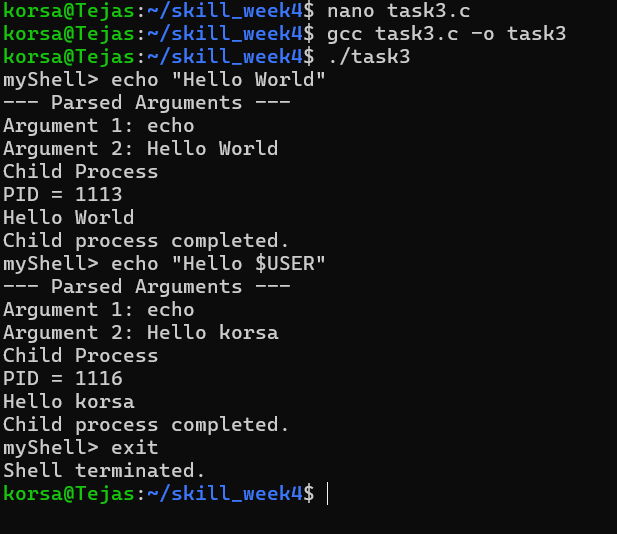 korsa@Tejas:~/skill_week4$ nano task3.c
korsa@Tejas:~/skill_week4$ gcc task3.c -o task3
korsa@Tejas:~/skill_week4$ ./task3
myShell> echo "Hello World"
--- Parsed Arguments ---
Argument 1: echo
Argument 2: Hello World
Child Process
PID = 1113
Hello World
Child process completed.
myShell> echo "Hello $USER"
--- Parsed Arguments ---
Argument 1: echo
Argument 2: Hello korsa
Child Process
PID = 1116
Hello korsa
Child process completed.
myShell> exit
Shell terminated.
korsa@Tejas:~/skill_week4$